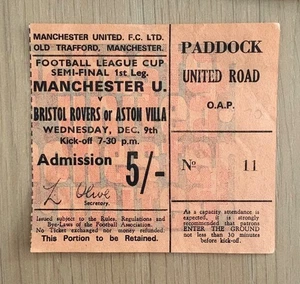 MANCHESTER UNITED. F.C. LTD.
OLD TRAFFORD, MANCHESTER.
FOOTBALL LEAGUE CUP
SEMI-FINAL 1st Leg.
MANCHESTER U.
v
BRISTOL ROVERS or ASTON VILLA
WEDNESDAY, DEC. 9th
Kick-off 7-30 p.m.
Admission 5/-
L. Olive
Secretary.
Issued subject to the Rules, Regulations and
Bye-Laws of the Football Association.
No Ticket exchanged nor money refunded.
This Portion to be Retained.
PADDOCK
UNITED ROAD
O.A.P.
No 11
As a capacity attendance is
expected, it is strongly
recommended that patrons
ENTER THE GROUND
not less than 30 minutes
before kick-off.